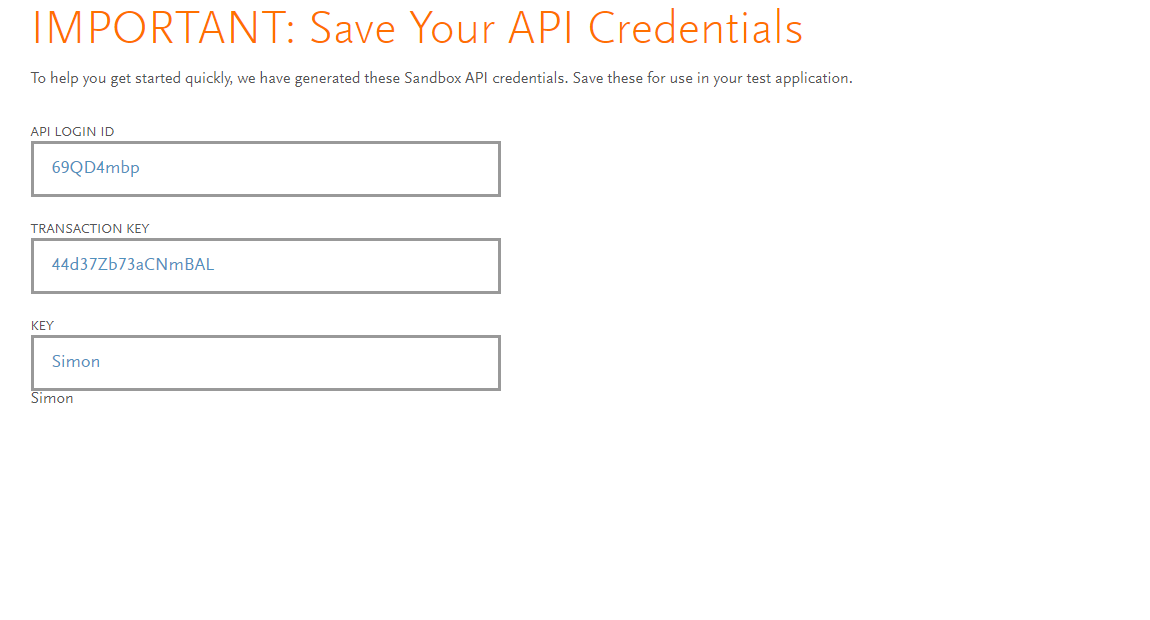 IMPORTANT: Save Your API Credentials
To help you get started quickly, we have generated these Sandbox API credentials. Save these for use in your test application.
API LOGIN ID
69QD4mbp
TRANSACTION KEY
44d37Zb73aCNmBAL
KEY
Simon
Simon